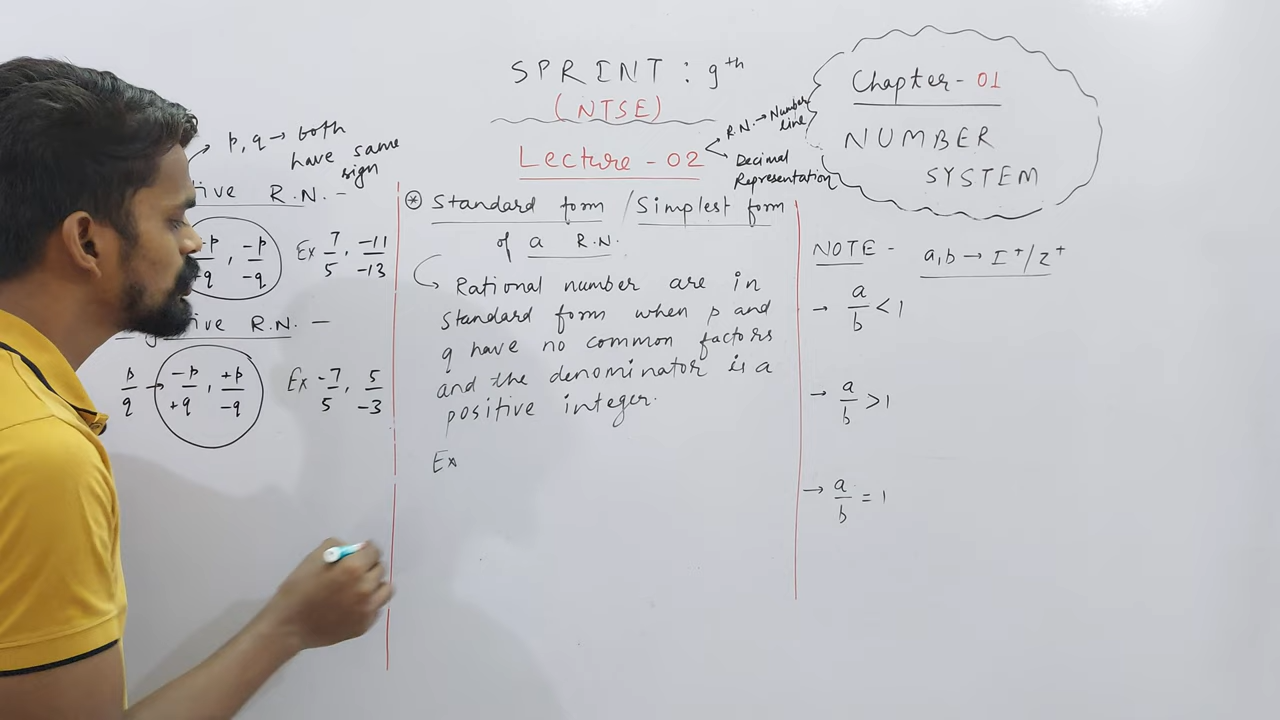 SPRINT : 9th
(NTSE)
Lecture - 02
R.N. → Number line
Decimal Representation
Chapter - 01
NUMBER
SYSTEM
p, q → both
have same
sign
tive R.N. -
-p/+q , -p/-q
Ex 7/5 , -11/-13
tive R.N. -
p/q → -p/+q , +p/-q
Ex -7/5 , 5/-3
⊛ Standard form / Simplest form
of a R.N.
Rational number are in
standard form when p and
q have no common factors
and the denominator is a
positive integer.
Ex
NOTE - a,b → I⁺/Z⁺
→ a/b < 1
→ a/b > 1
→ a/b = 1